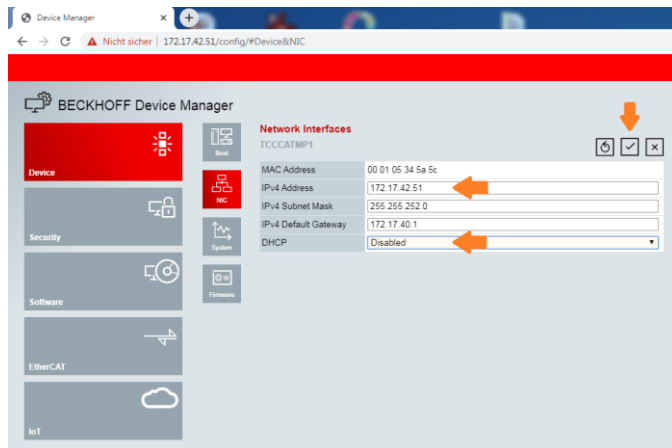 Device Manager
Nicht sicher | 172.17.42.51/config/#Device&NIC
BECKHOFF Device Manager
Device
Security
Software
EtherCAT
IoT
Boot
NIC
System
Firmware
Network Interfaces
TCCCATMP1
MAC Address 00 01 05 34 5a 5c
IPv4 Address 172.17.42.51
IPv4 Subnet Mask 255.255.252.0
IPv4 Default Gateway 172.17.40.1
DHCP Disabled